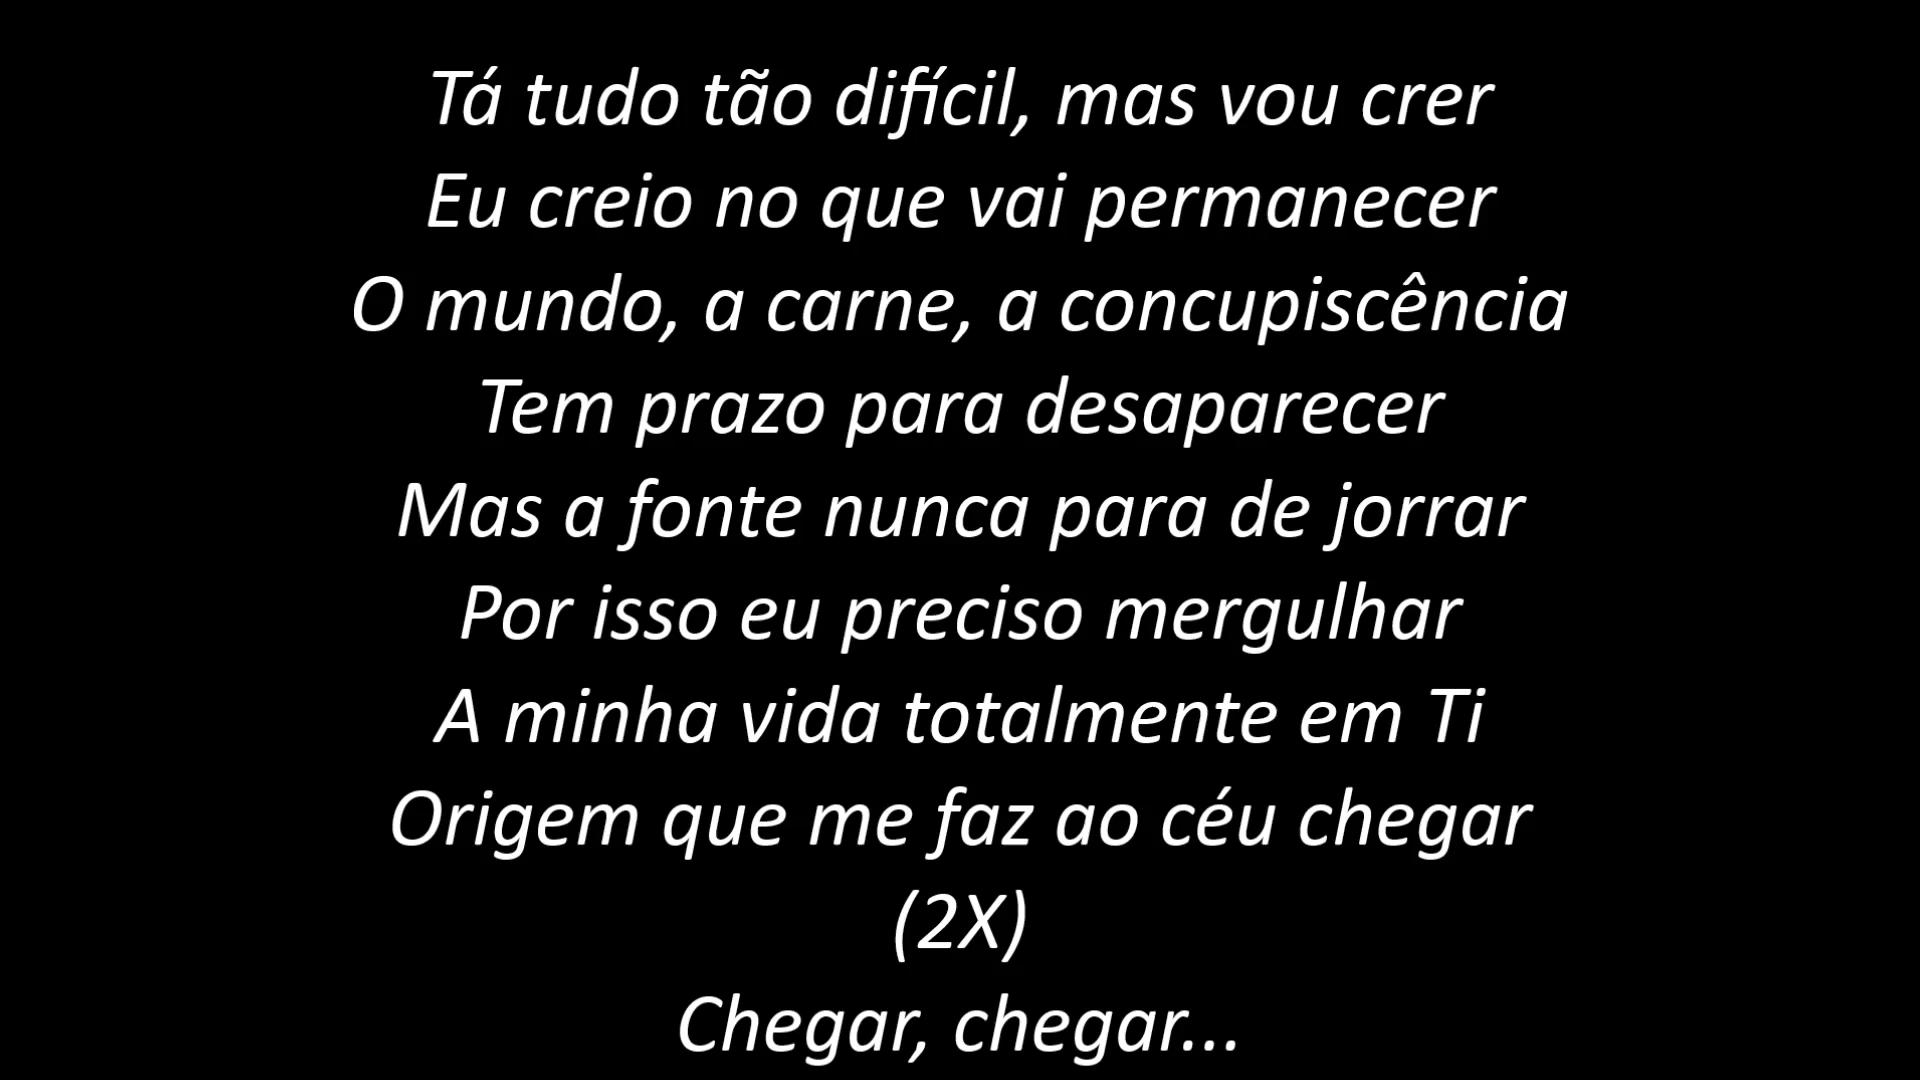 Tá tudo tão difícil, mas vou crer
Eu creio no que vai permanecer
O mundo, a carne, a concupiscência
Tem prazo para desaparecer
Mas a fonte nunca para de jorrar
Por isso eu preciso mergulhar
A minha vida totalmente em Ti
Origem que me faz ao céu chegar
(2X)
Chegar, chegar...